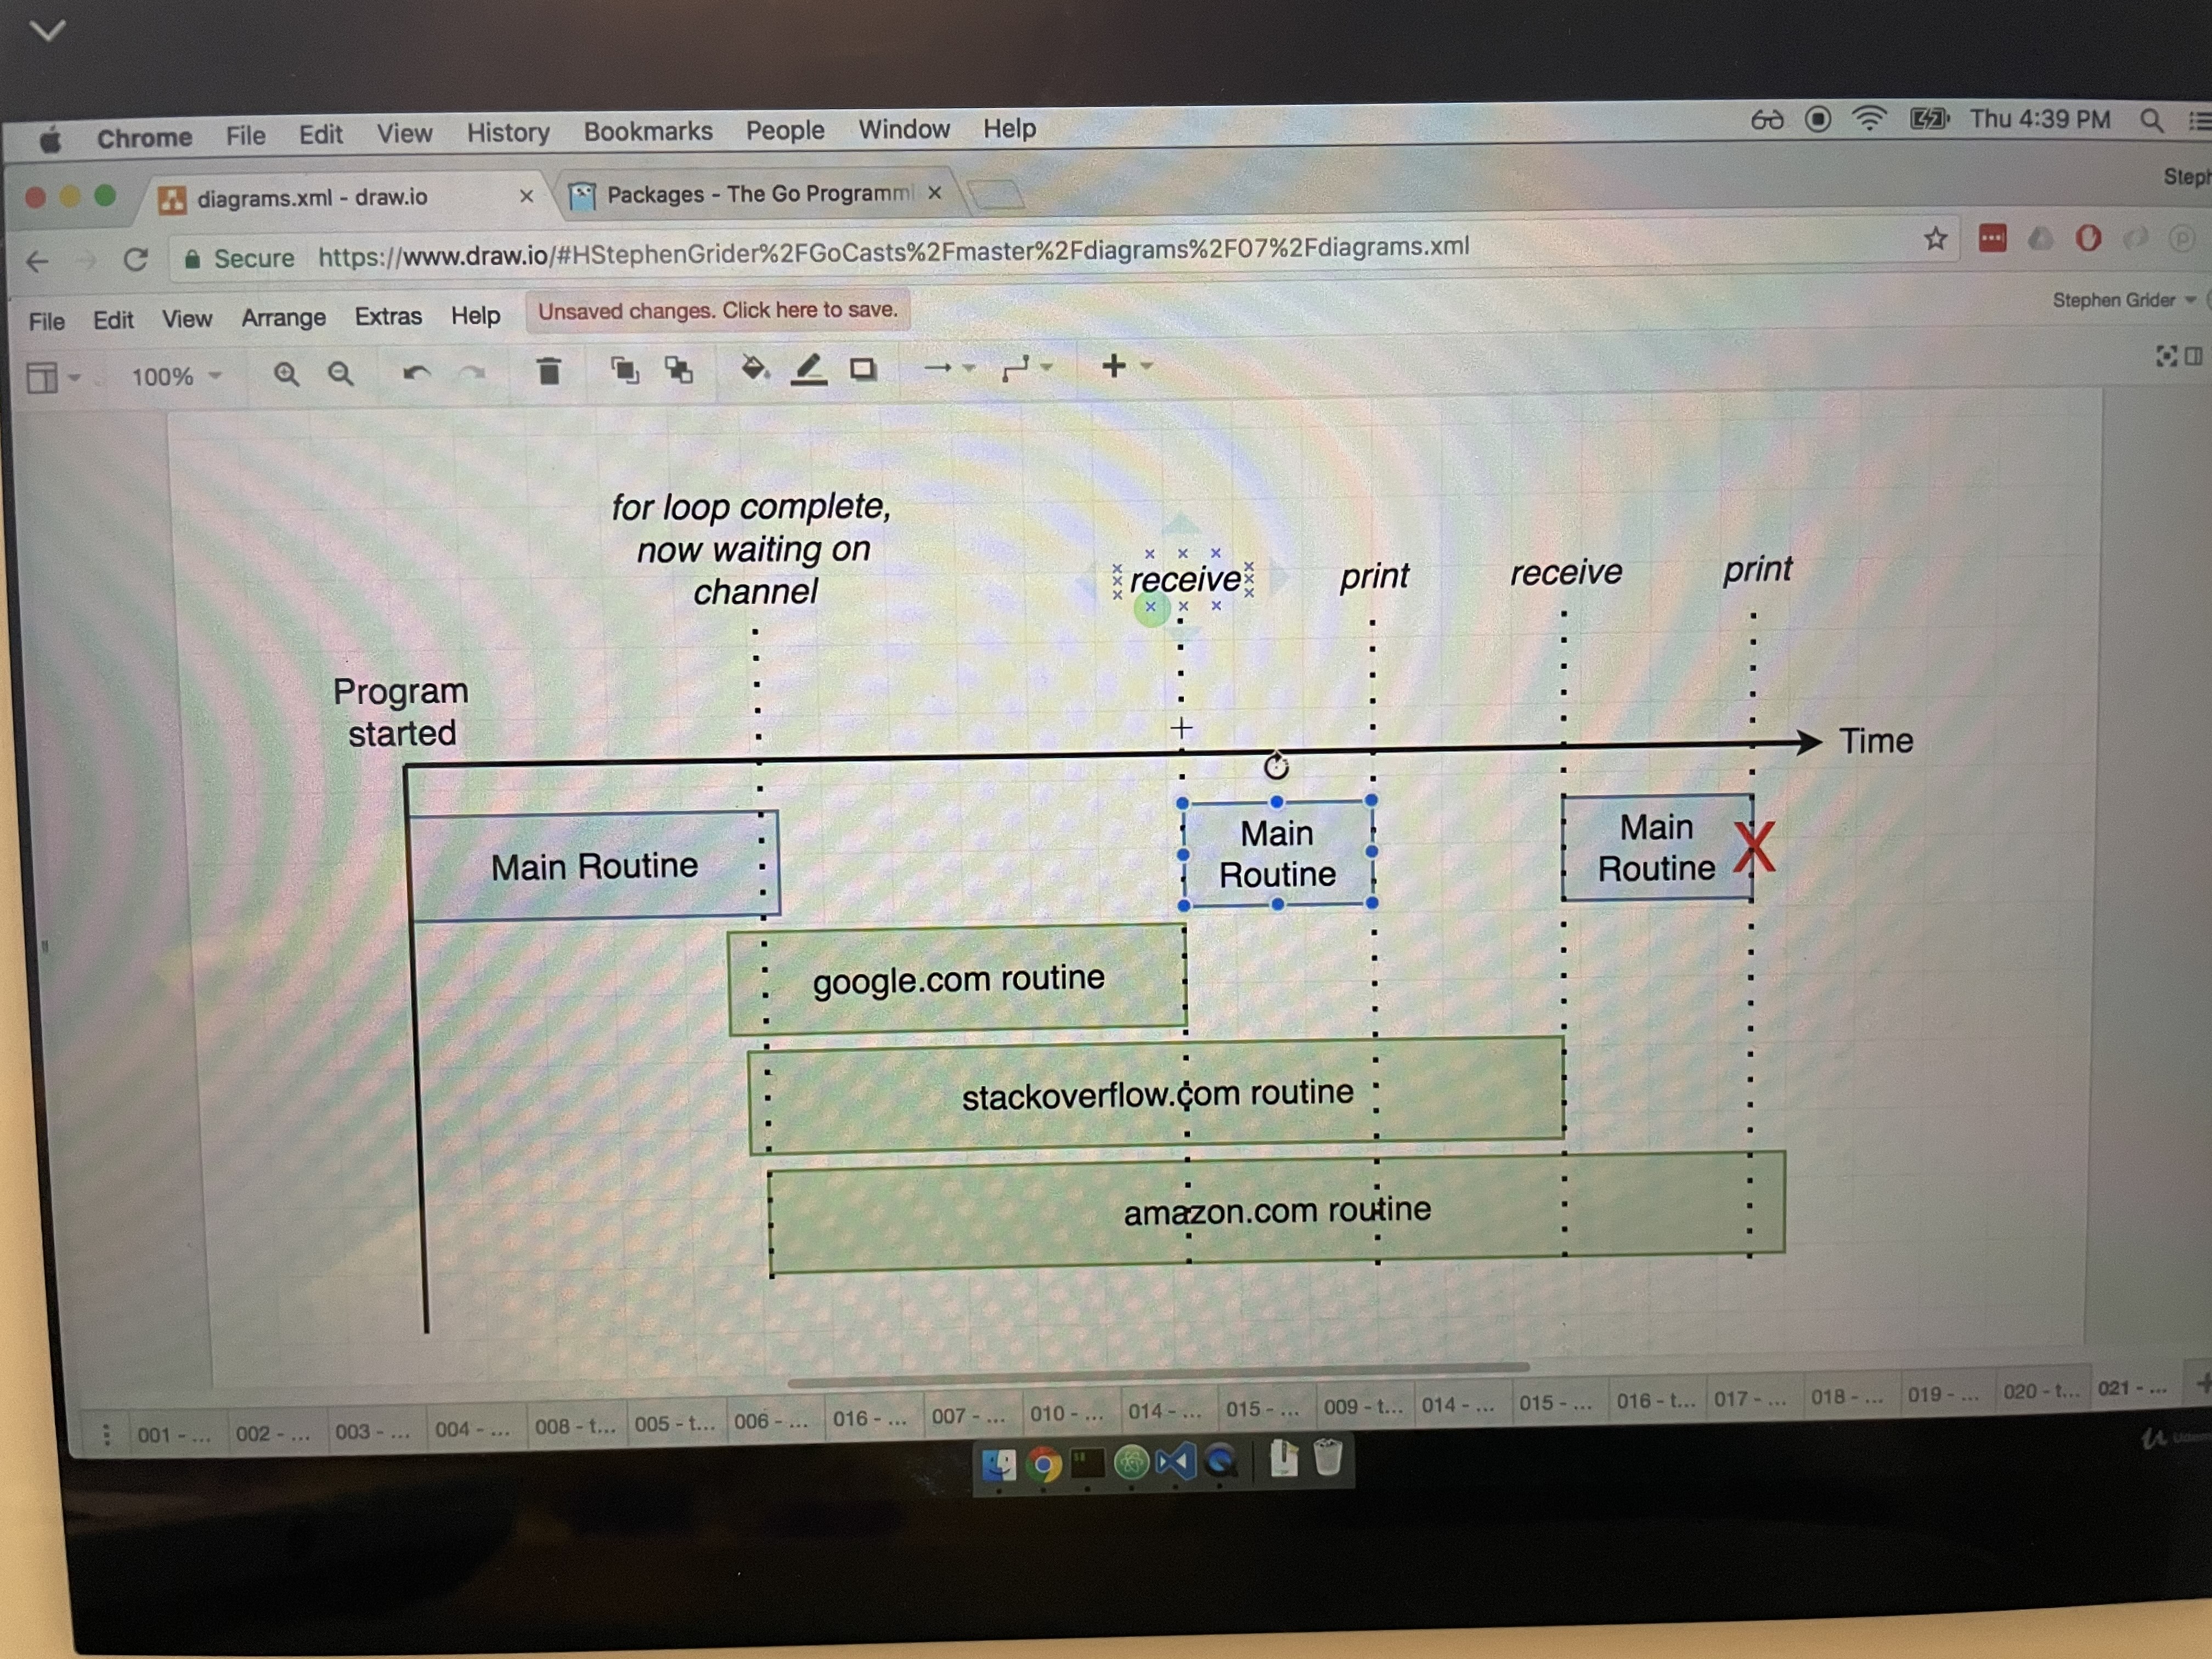 Chrome File Edit View History Bookmarks People Window Help
Thu 4:39 PM
diagrams.xml - draw.io
Packages - The Go Programmi
Steph
Secure https://www.draw.io/#HStephenGrider%2FGoCasts%2Fmaster%2Fdiagrams%2F07%2Fdiagrams.xml
File Edit View Arrange Extras Help Unsaved changes. Click here to save.
Stephen Grider
100%
for loop complete,
now waiting on
channel
receive
print
receive
print
Program
started
Time
Main Routine
Main
Routine
Main
Routine
X
google.com routine
stackoverflow.com routine
amazon.com routine
001 - ... 002 - ... 003 - ... 004 - ... 008 - t... 005 - t... 006 - ... 016 - ... 007 - ... 010 - ... 014 - ... 015 - ... 009 - t... 014 - ... 015 - ... 016 - t... 017 - ... 018 - ... 019 - ... 020 - t... 021 - ...